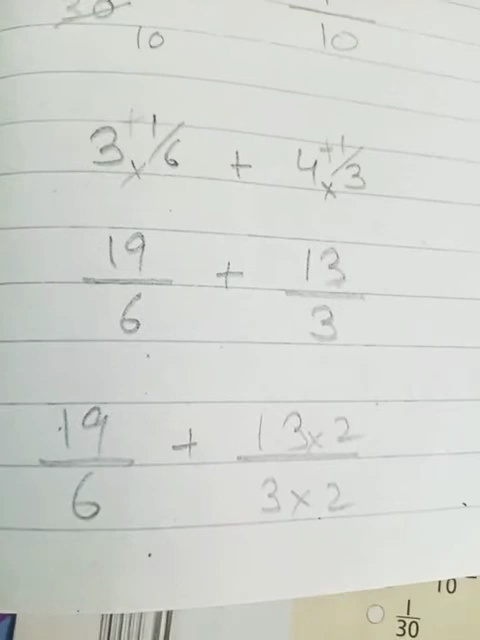 30/10 10
3 +1/6 × + 4 +1/3 ×
19/6 + 13/3
19/6 + 13×2/3×2
10
1/30